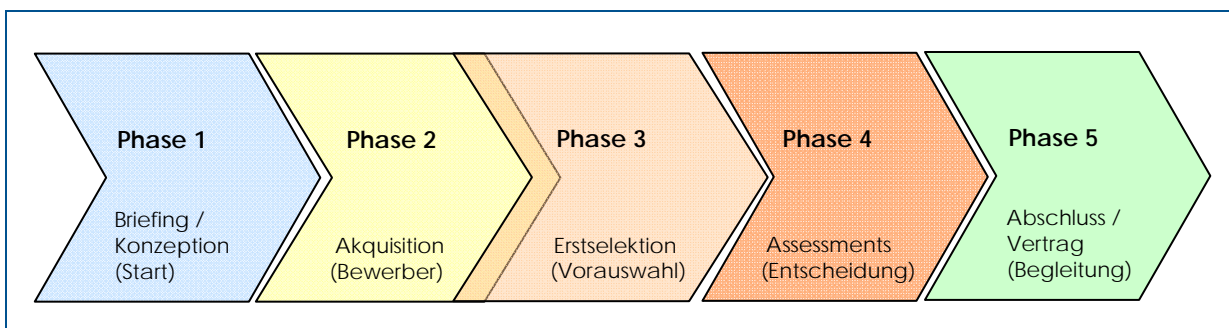 Phase 1
Briefing /
Konzeption
(Start)
Phase 2
Akquisition
(Bewerber)
Phase 3
Erstselektion
(Vorauswahl)
Phase 4
Assessments
(Entscheidung)
Phase 5
Abschluss /
Vertrag
(Begleitung)